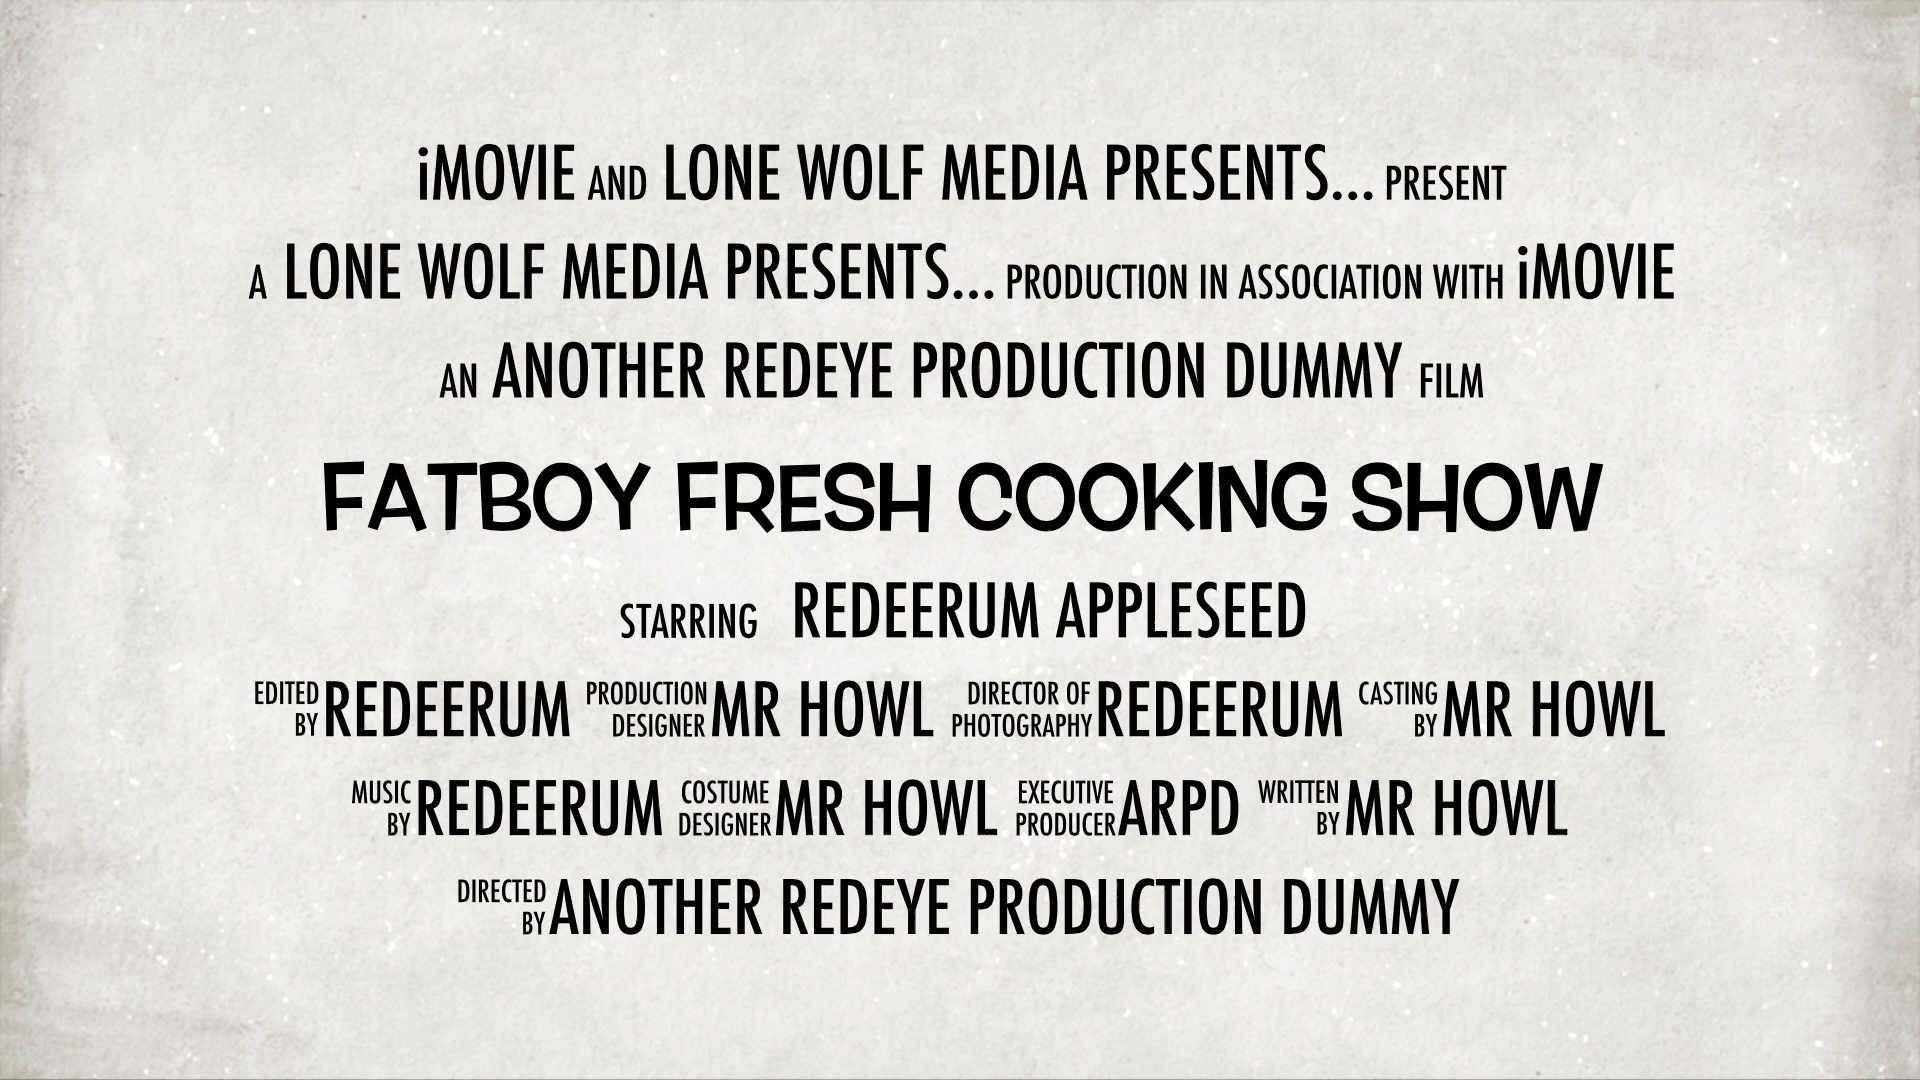 iMOVIE AND LONE WOLF MEDIA PRESENTS... PRESENT
A LONE WOLF MEDIA PRESENTS... PRODUCTION IN ASSOCIATION WITH iMOVIE
AN ANOTHER REDEYE PRODUCTION DUMMY FILM
FATBOY FRESH COOKING SHOW
STARRING REDEERUM APPLESEED
EDITED BY REDEERUM PRODUCTION DESIGNER MR HOWL DIRECTOR OF PHOTOGRAPHY REDEERUM CASTING BY MR HOWL
MUSIC BY REDEERUM COSTUME DESIGNER MR HOWL EXECUTIVE PRODUCER ARPD WRITTEN BY MR HOWL
DIRECTED BY ANOTHER REDEYE PRODUCTION DUMMY